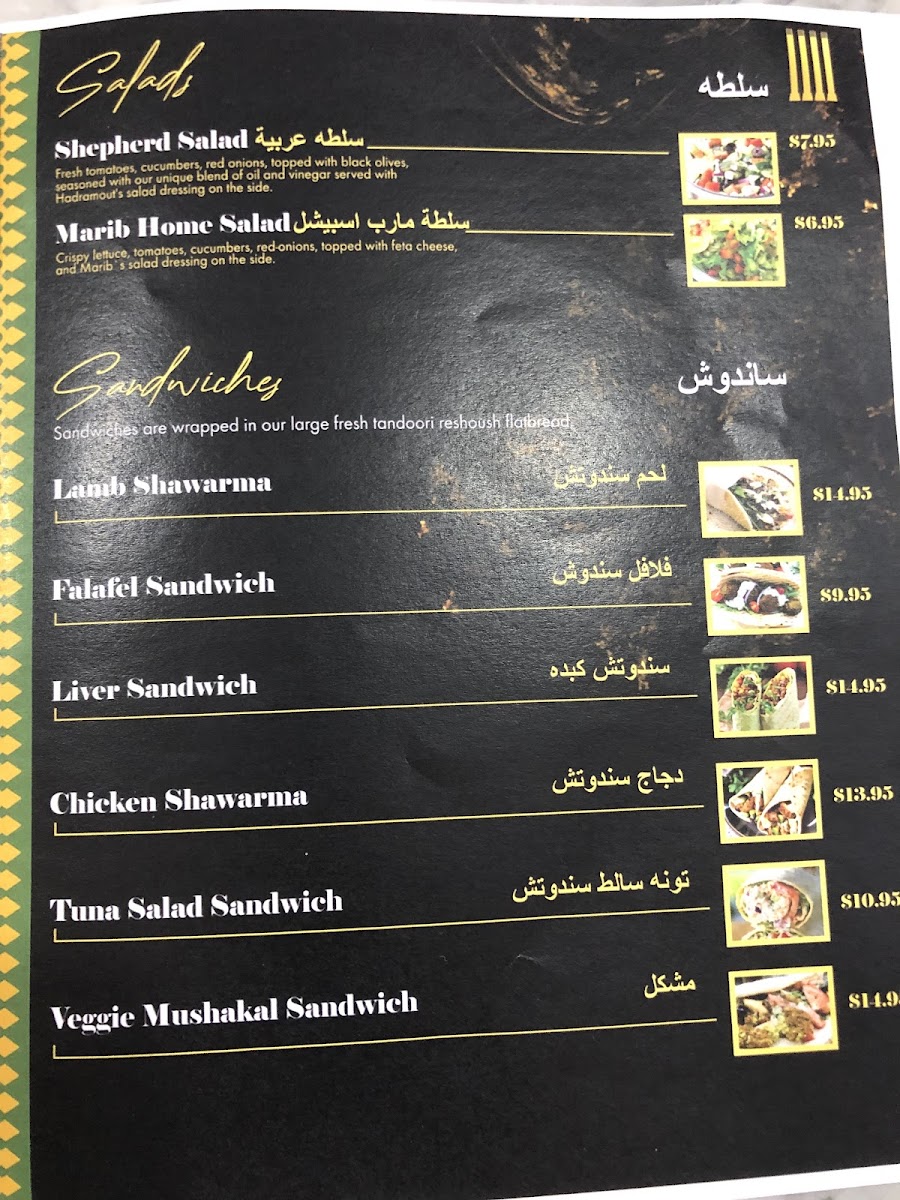 Salads سلطه
Shepherd Salad سلطه عربية $7.95
Fresh tomatoes, cucumbers, red onions, topped with black olives,
seasoned with our unique blend of oil and vinegar served with
Hadramout's salad dressing on the side.
Marib Home Salad سلطة مارب اسبيشل $6.95
Crispy lettuce, tomatoes, cucumbers, red-onions, topped with feta cheese,
and Marib`s salad dressing on the side.
Sandwiches ساندوش
Sandwiches are wrapped in our large fresh tandoori reshoush flatbread.
Lamb Shawarma لحم سندوتش $14.95
Falafel Sandwich فلافل سندوش $9.95
Liver Sandwich سندوتش كبده $14.95
Chicken Shawarma دجاج سندوتش $13.95
Tuna Salad Sandwich تونه سالط سندوتش $10.95
Veggie Mushakal Sandwich مشكل